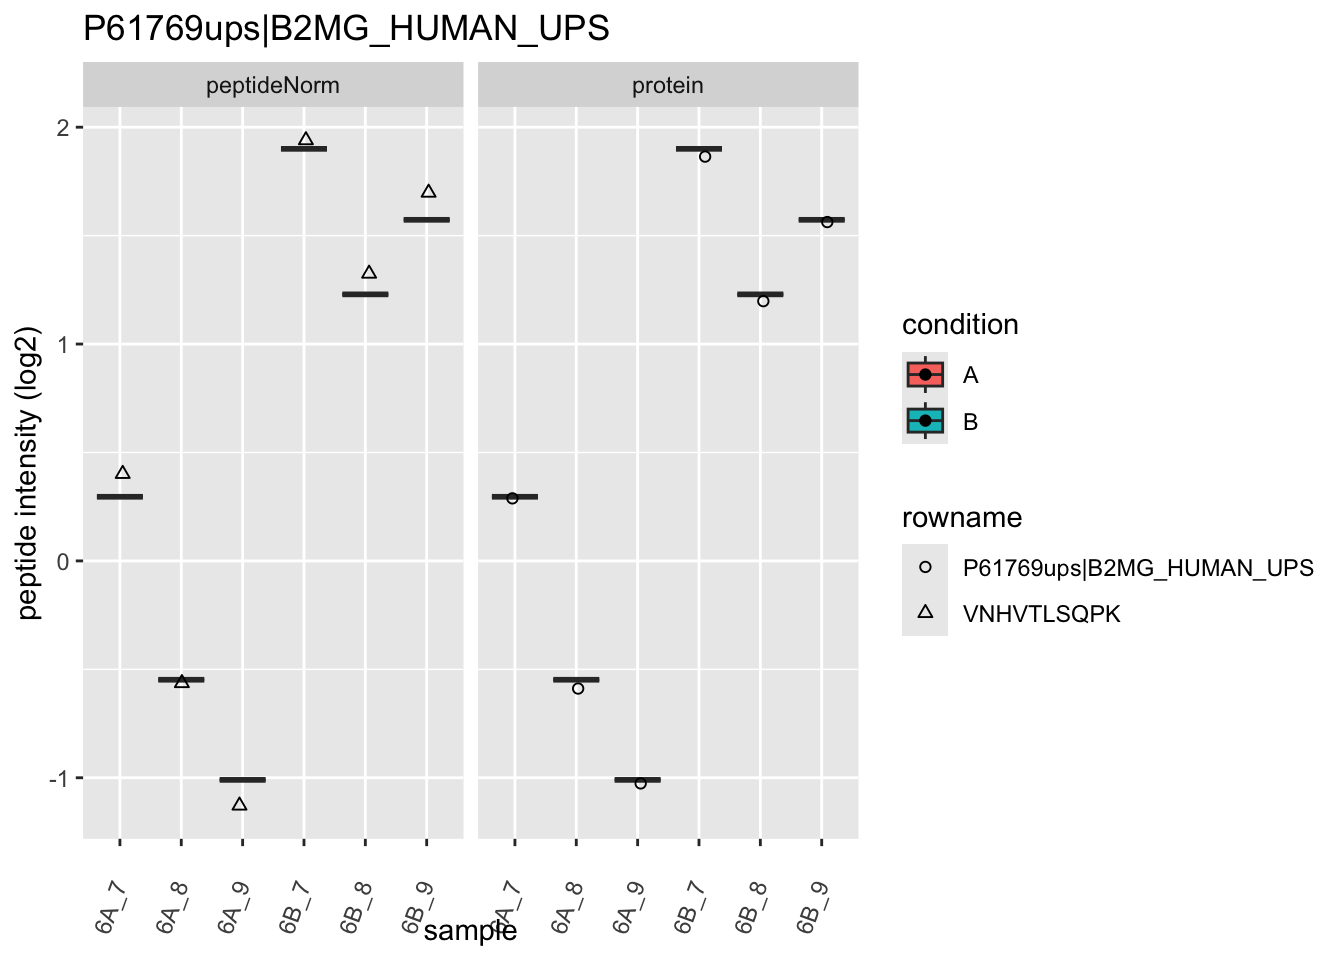 P61769ups|B2MG_HUMAN_UPS
peptideNorm
protein
peptide intensity (log2)
2
1
0
-1
6A_7
6A_8
6A_9
6B_7
6B_8
6B_9
6A_7
6A_8
6A_9
6B_7
6B_8
6B_9
sample
condition
A
B
rowname
P61769ups|B2MG_HUMAN_UPS
VNHVTLSQPK